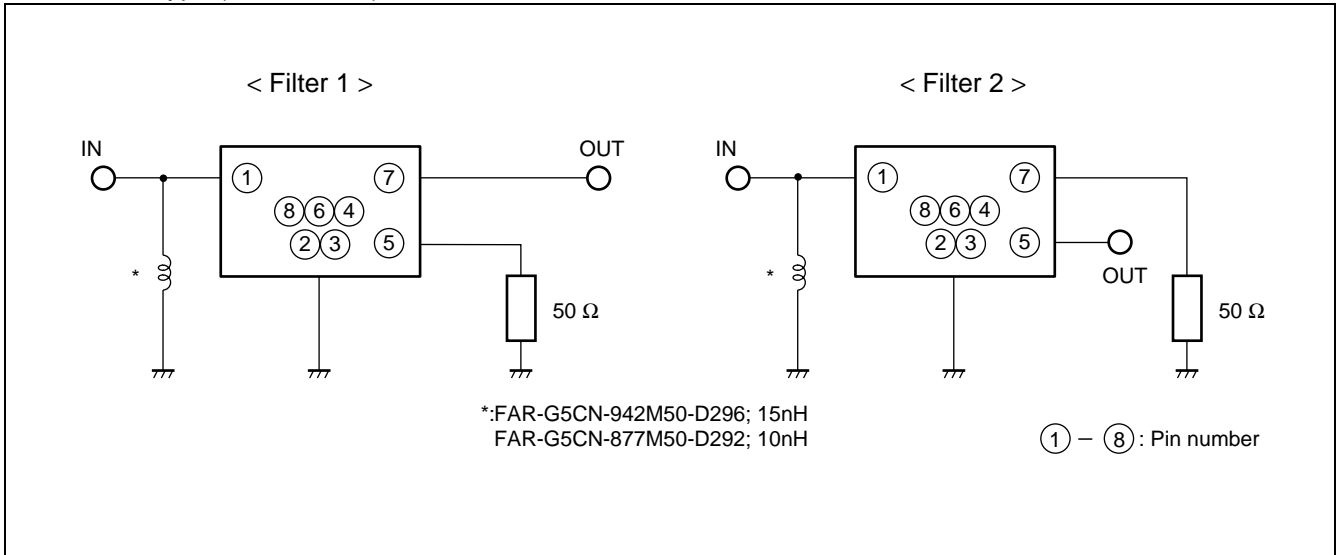 < Filter 1 >
IN
OUT
1
7
8 6 4
2 3
5
*
50 Ω
< Filter 2 >
IN
1
7
8 6 4
2 3
5
OUT
*
50 Ω
*:FAR-G5CN-942M50-D296; 15nH
FAR-G5CN-877M50-D292; 10nH
1 – 8 : Pin number